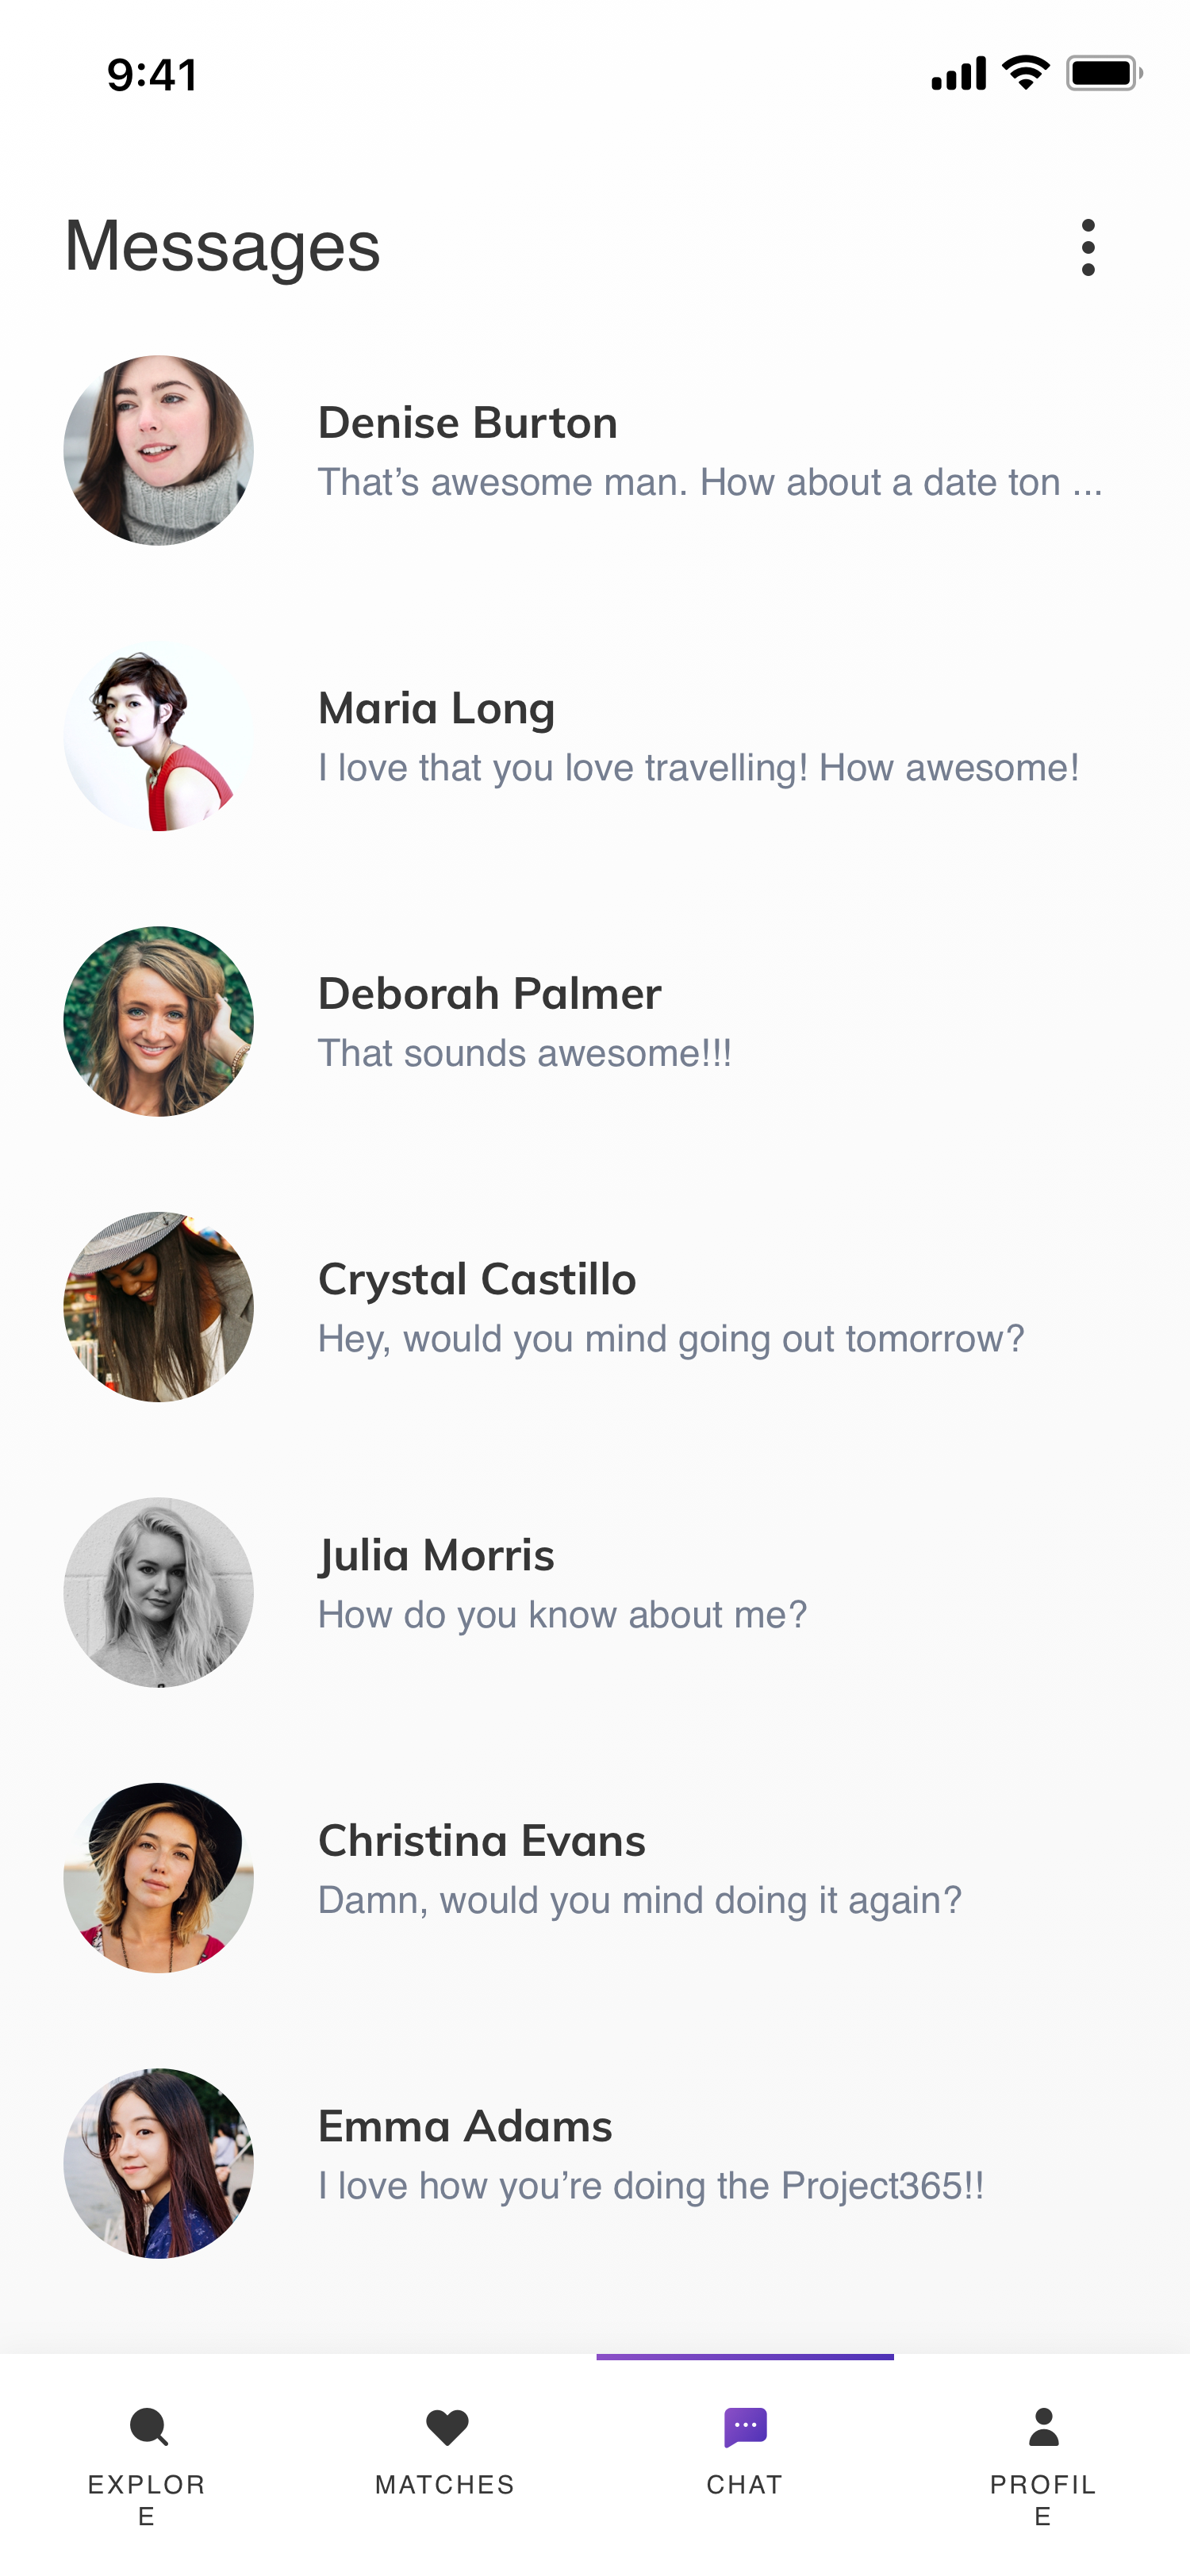 9:41
Messages
Denise Burton
That’s awesome man. How about a date ton ...
Maria Long
I love that you love travelling! How awesome!
Deborah Palmer
That sounds awesome!!!
Crystal Castillo
Hey, would you mind going out tomorrow?
Julia Morris
How do you know about me?
Christina Evans
Damn, would you mind doing it again?
Emma Adams
I love how you’re doing the Project365!!
EXPLOR
E
MATCHES
CHAT
PROFIL
E